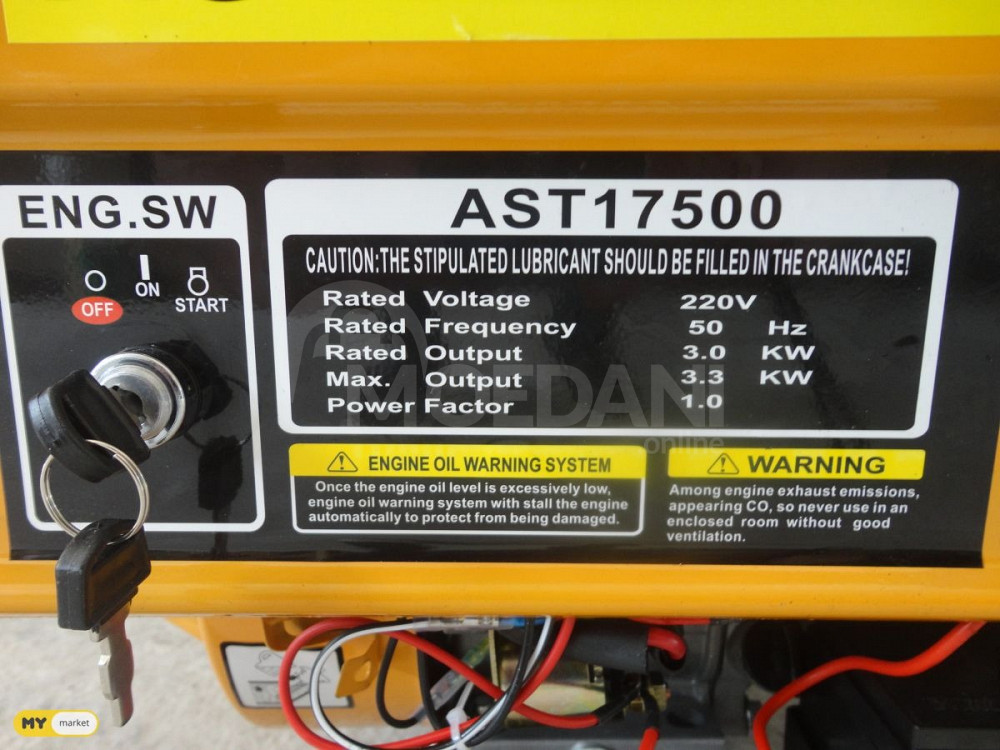 ENG.SW
ON
OFF
START
AST17500
CAUTION:THE STIPULATED LUBRICANT SHOULD BE FILLED IN THE CRANKCASE!
Rated Voltage 220V
Rated Frequency 50 Hz
Rated Output 3.0 KW
Max. Output 3.3 KW
Power Factor 1.0
MOEDANI
online
ENGINE OIL WARNING SYSTEM
Once the engine oil level is excessively low,
engine oil warning system with stall the engine
automatically to protect from being damaged.
WARNING
Among engine exhaust emissions,
appearing CO, so never use in an
enclosed room without good
ventilation.
MY market